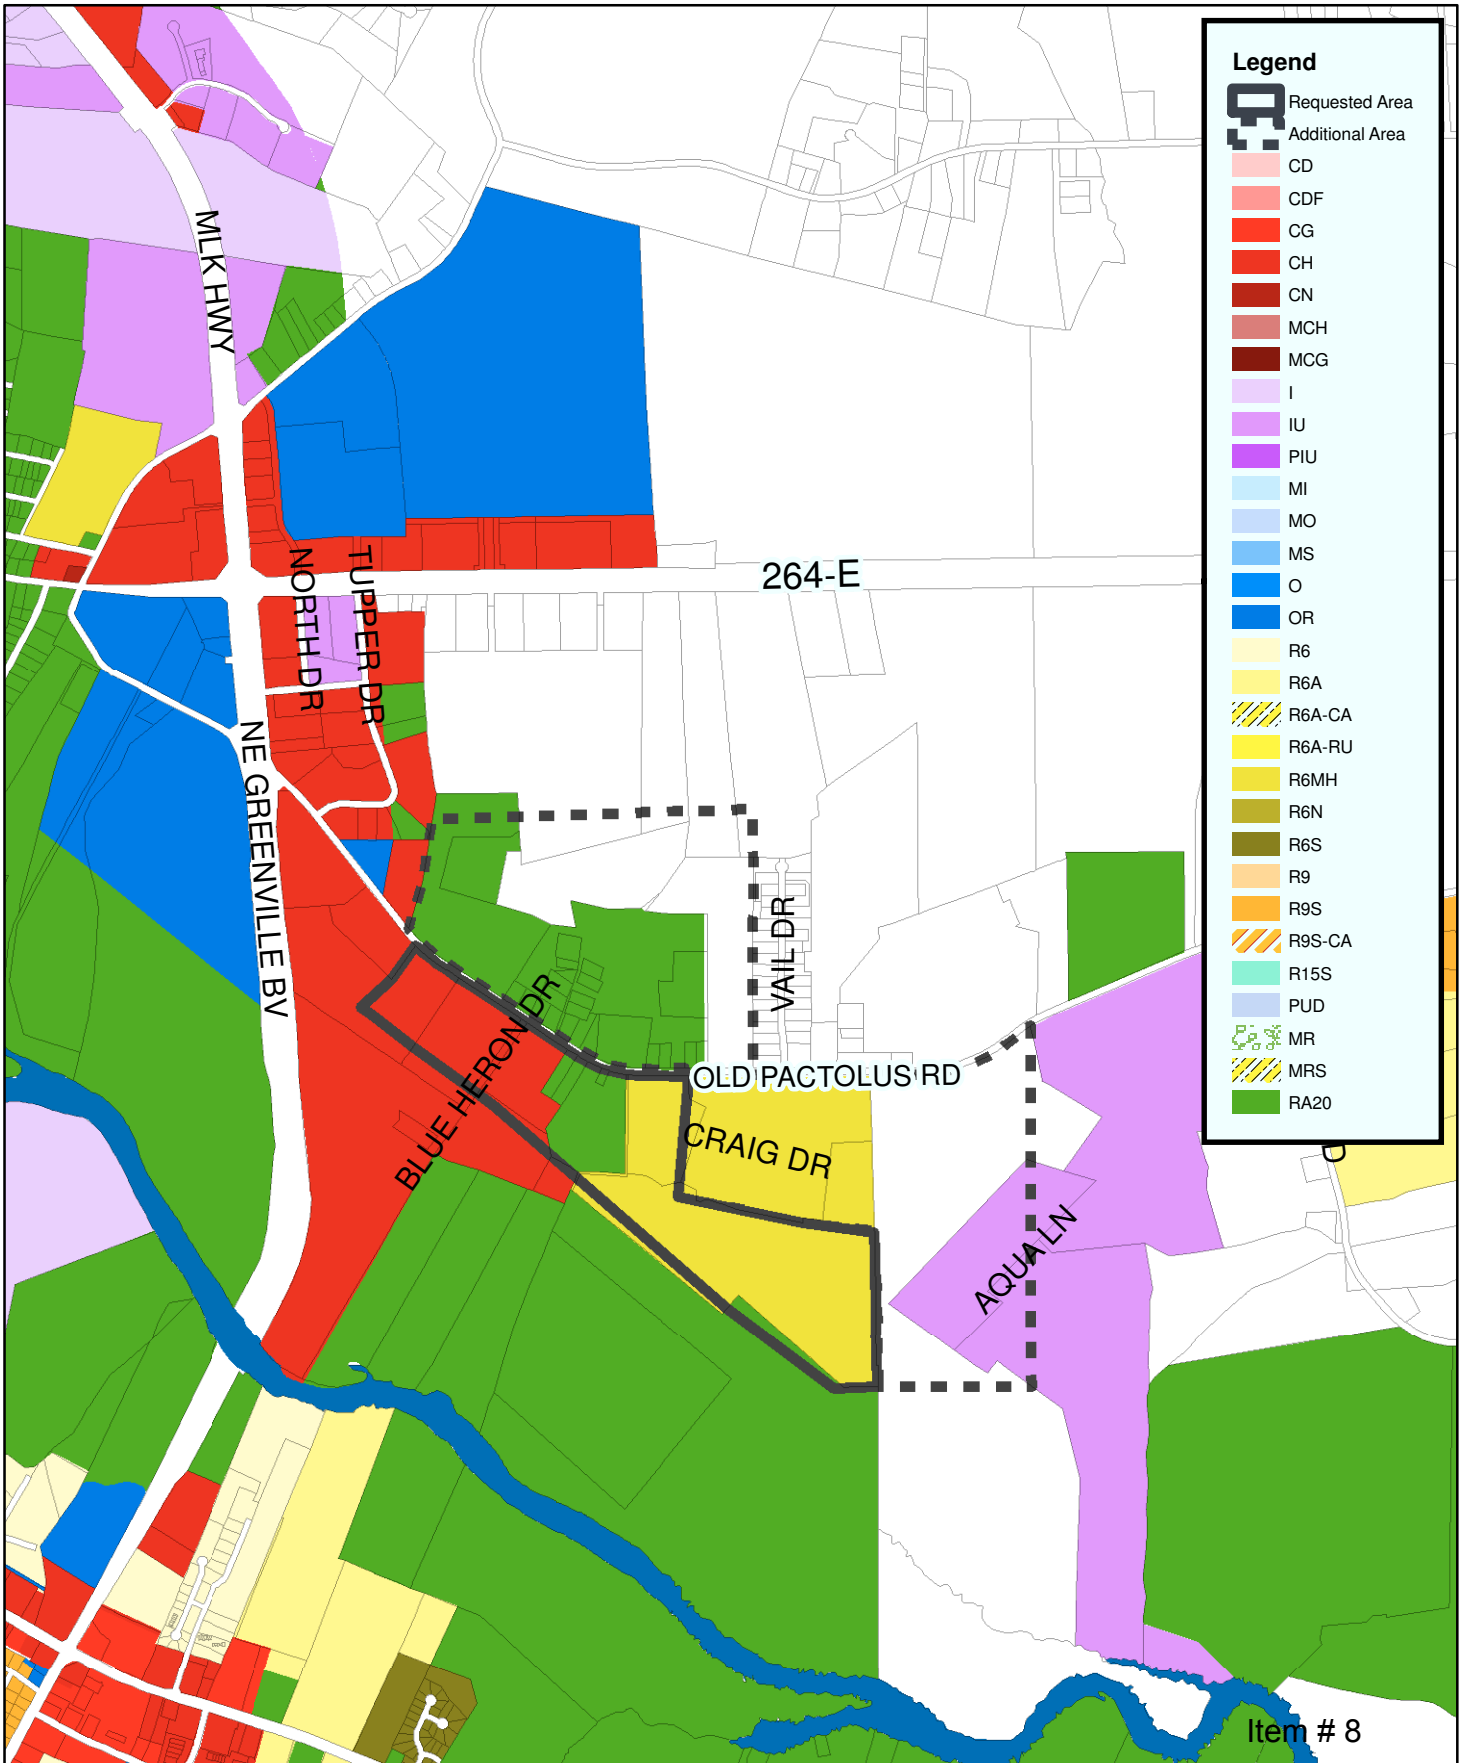 Legend
Requested Area
Additional Area
CD
CDF
CG
CH
CN
MCH
MCG
I
IU
PIU
MI
MO
MS
O
OR
R6
R6A
R6A-CA
R6A-RU
R6MH
R6N
R6S
R9
R9S
R9S-CA
R15S
PUD
MR
MRS
RA20
MLK HWY
264-E
NORTH DR
TUPPER DR
NE GREENVILLE BV
VAIL DR
BLUE HERON DR
OLD PACTOLUS RD
CRAIG DR
AQUA LN
D
Item # 8